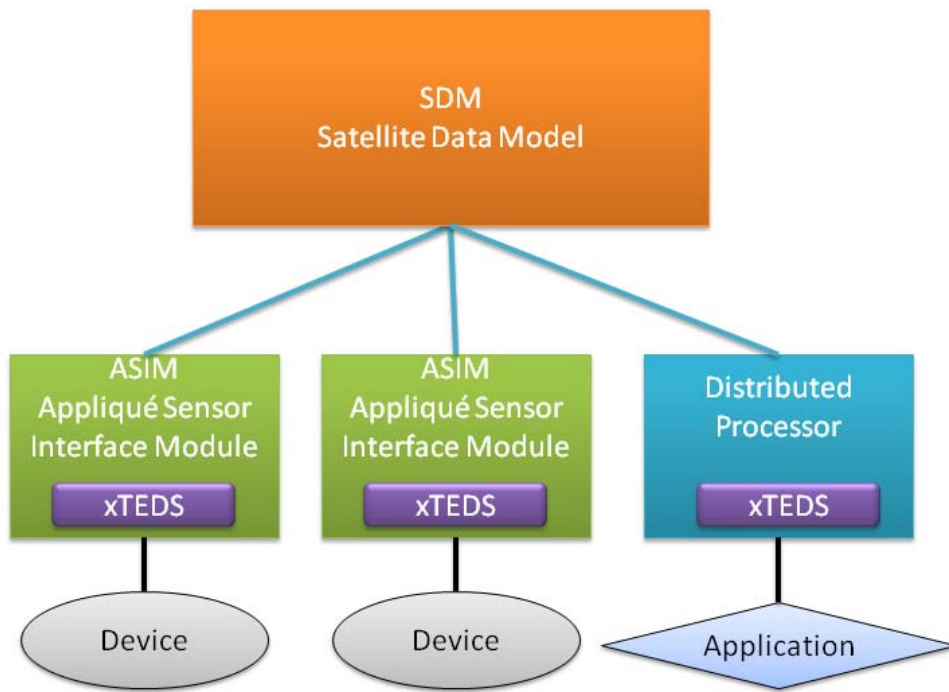 SDM
Satellite Data Model
ASIM
Appliqué Sensor
Interface Module
xTEDS
Device
ASIM
Appliqué Sensor
Interface Module
xTEDS
Device
Distributed
Processor
xTEDS
Application